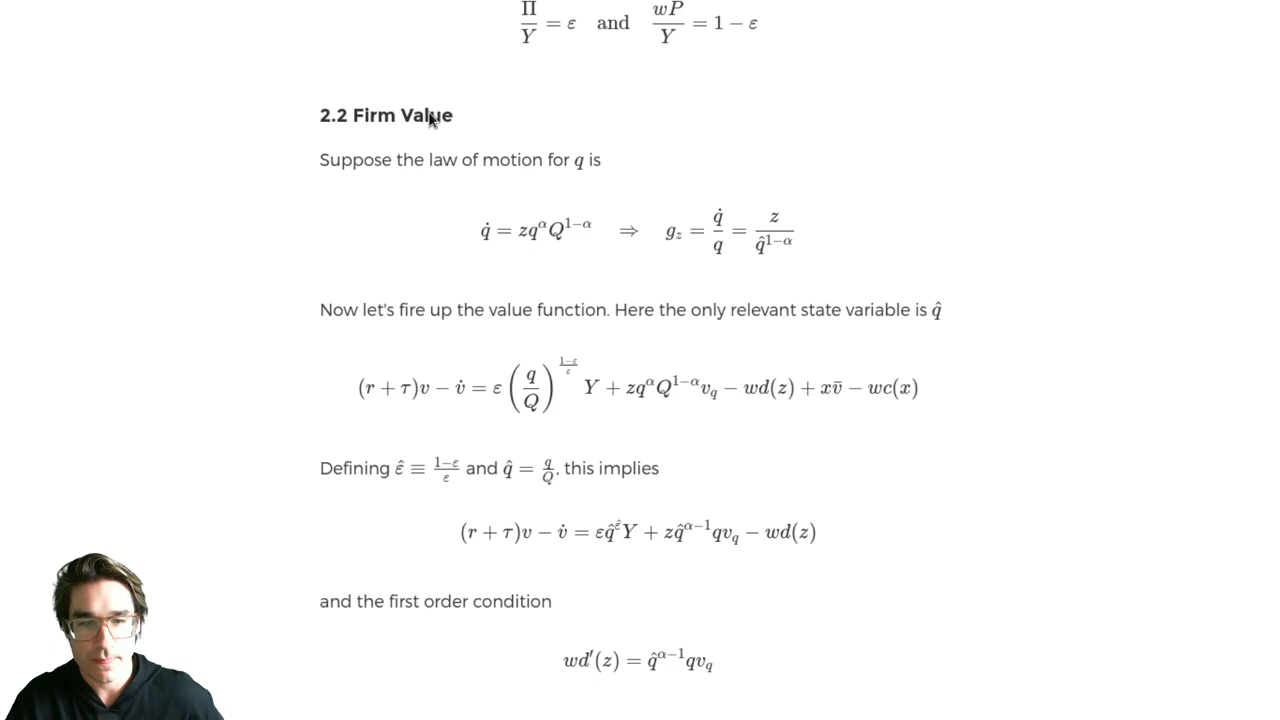 Π/Y = ε and wP/Y = 1 − ε
2.2 Firm Value
Suppose the law of motion for q is
q̇ = zq^α Q^{1−α} ⇒ g_z = q̇/q = z/q̂^{1−α}
Now let's fire up the value function. Here the only relevant state variable is q̂
(r + τ)v − v̇ = ε (q/Q)^{(1−ε)/ε} Y + zq^α Q^{1−α} v_q − wd(z) + xv̄ − wc(x)
Defining ε̂ ≡ (1−ε)/ε and q̂ = q/Q, this implies
(r + τ)v − v̇ = εq̂^{ε̂} Y + zq̂^{α−1} qv_q − wd(z)
and the first order condition
wd′(z) = q̂^{α−1} qv_q